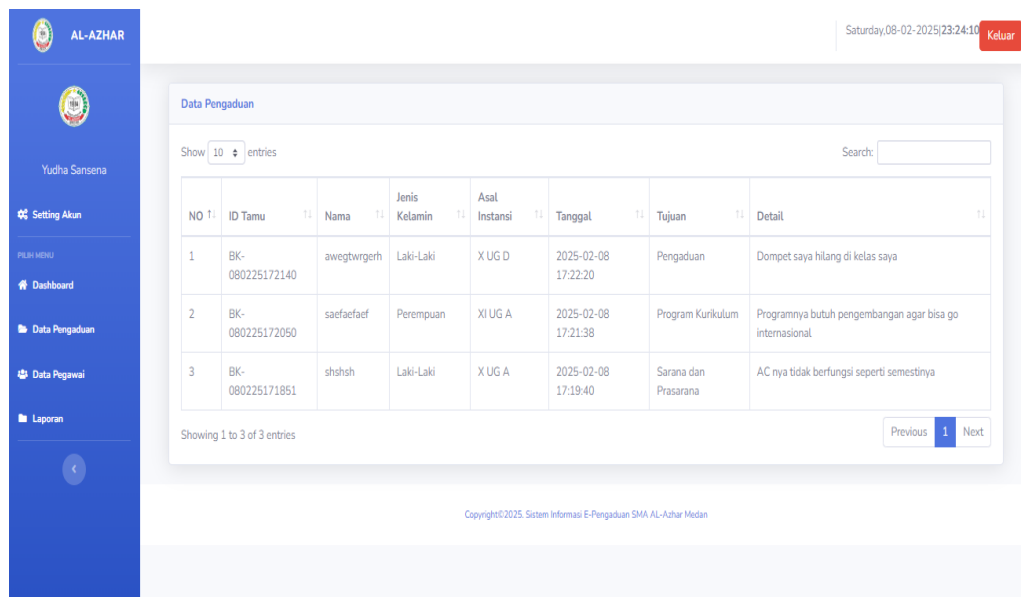 AL-AZHAR
Saturday,08-02-2025|23:24:10
Keluar
Yudha Sansena
Setting Akun
PILIH MENU
Dashboard
Data Pengaduan
Data Pegawai
Laporan
Data Pengaduan
Show 10 entries
Search:
NO ID Tamu Nama Jenis Kelamin Asal Instansi Tanggal Tujuan Detail
1 BK-080225172140 awegtwrgerh Laki-Laki X UG D 2025-02-08 17:22:20 Pengaduan Dompet saya hilang di kelas saya
2 BK-080225172050 saefaefaef Perempuan XI UG A 2025-02-08 17:21:38 Program Kurikulum Programnya butuh pengembangan agar bisa go internasional
3 BK-080225171851 shshsh Laki-Laki X UG A 2025-02-08 17:19:40 Sarana dan Prasarana AC nya tidak berfungsi seperti semestinya
Showing 1 to 3 of 3 entries
Previous 1 Next
Copyright©2025. Sistem Informasi E-Pengaduan SMA AL-Azhar Medan